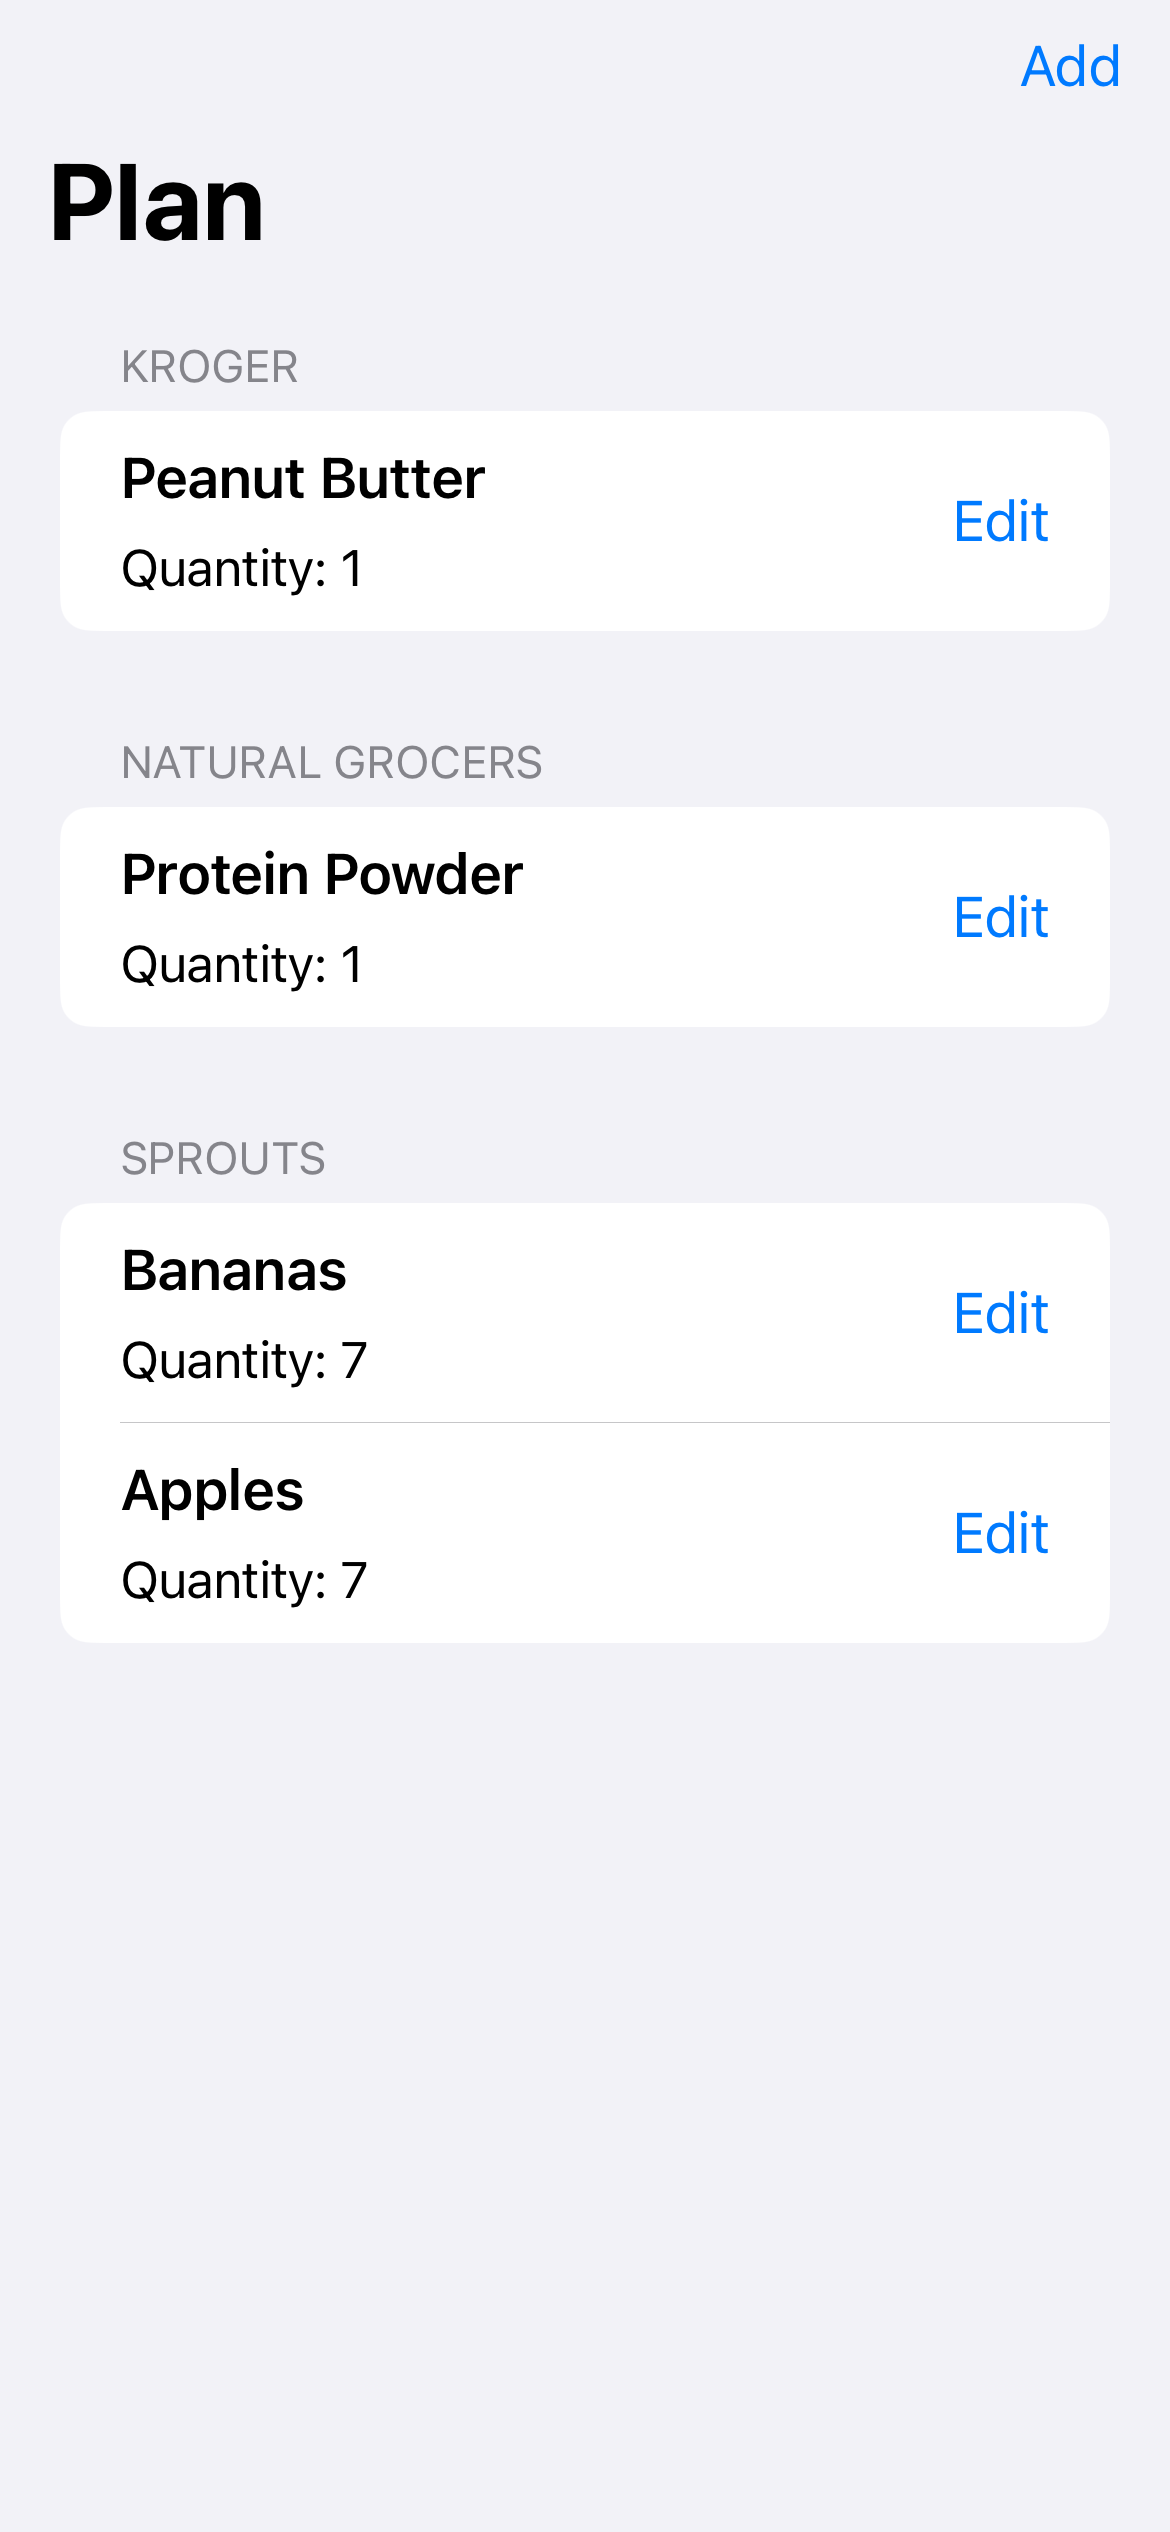 Add
Plan
KROGER
Peanut Butter
Edit
Quantity: 1
NATURAL GROCERS
Protein Powder
Edit
Quantity: 1
SPROUTS
Bananas
Edit
Quantity: 7
Apples
Edit
Quantity: 7